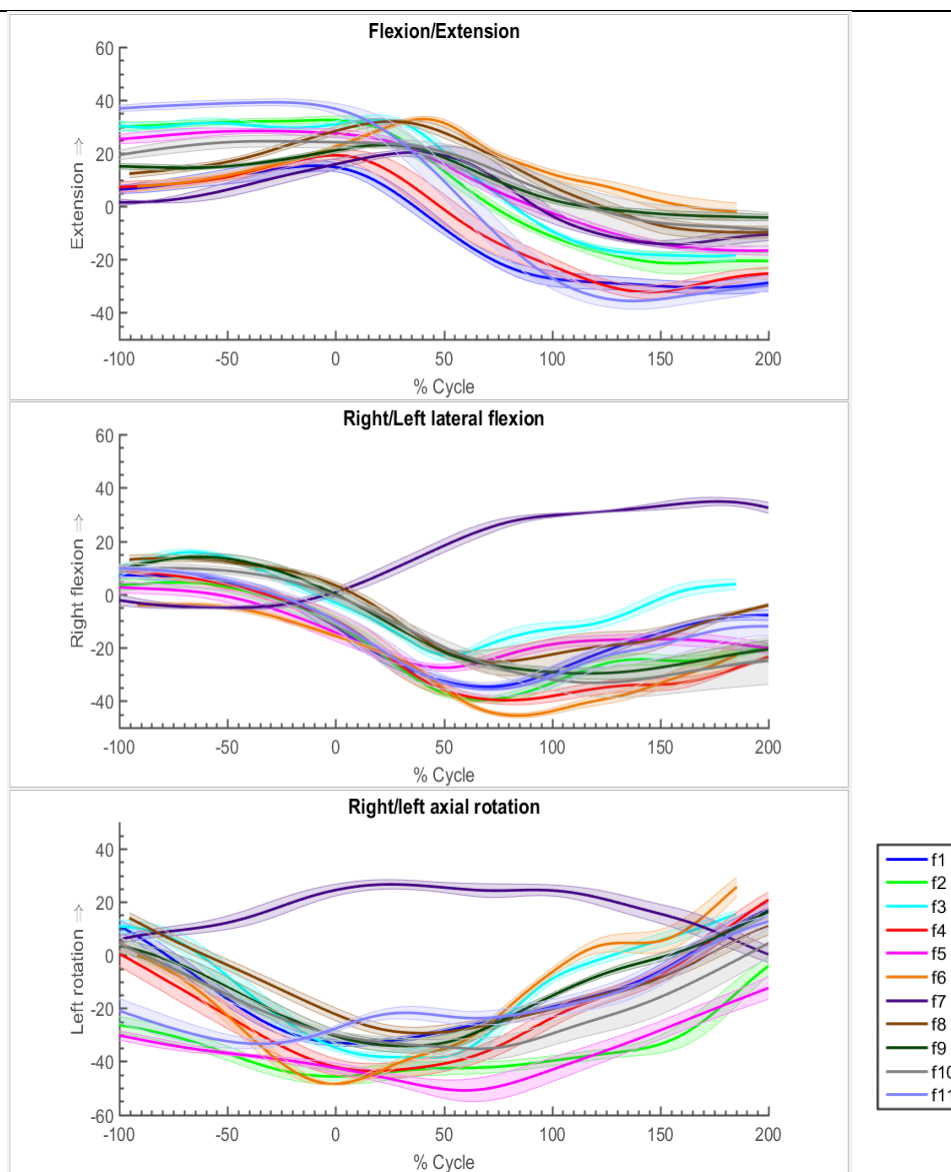 Flexion/Extension
Extension ⇒
60
40
20
0
-20
-40
-100 -50 0 50 100 150 200
% Cycle
Right/Left lateral flexion
Right flexion ⇒
60
40
20
0
-20
-40
-100 -50 0 50 100 150 200
% Cycle
Right/left axial rotation
Left rotation ⇒
40
20
0
-20
-40
-60
-100 -50 0 50 100 150 200
% Cycle
f1
f2
f3
f4
f5
f6
f7
f8
f9
f10
f11